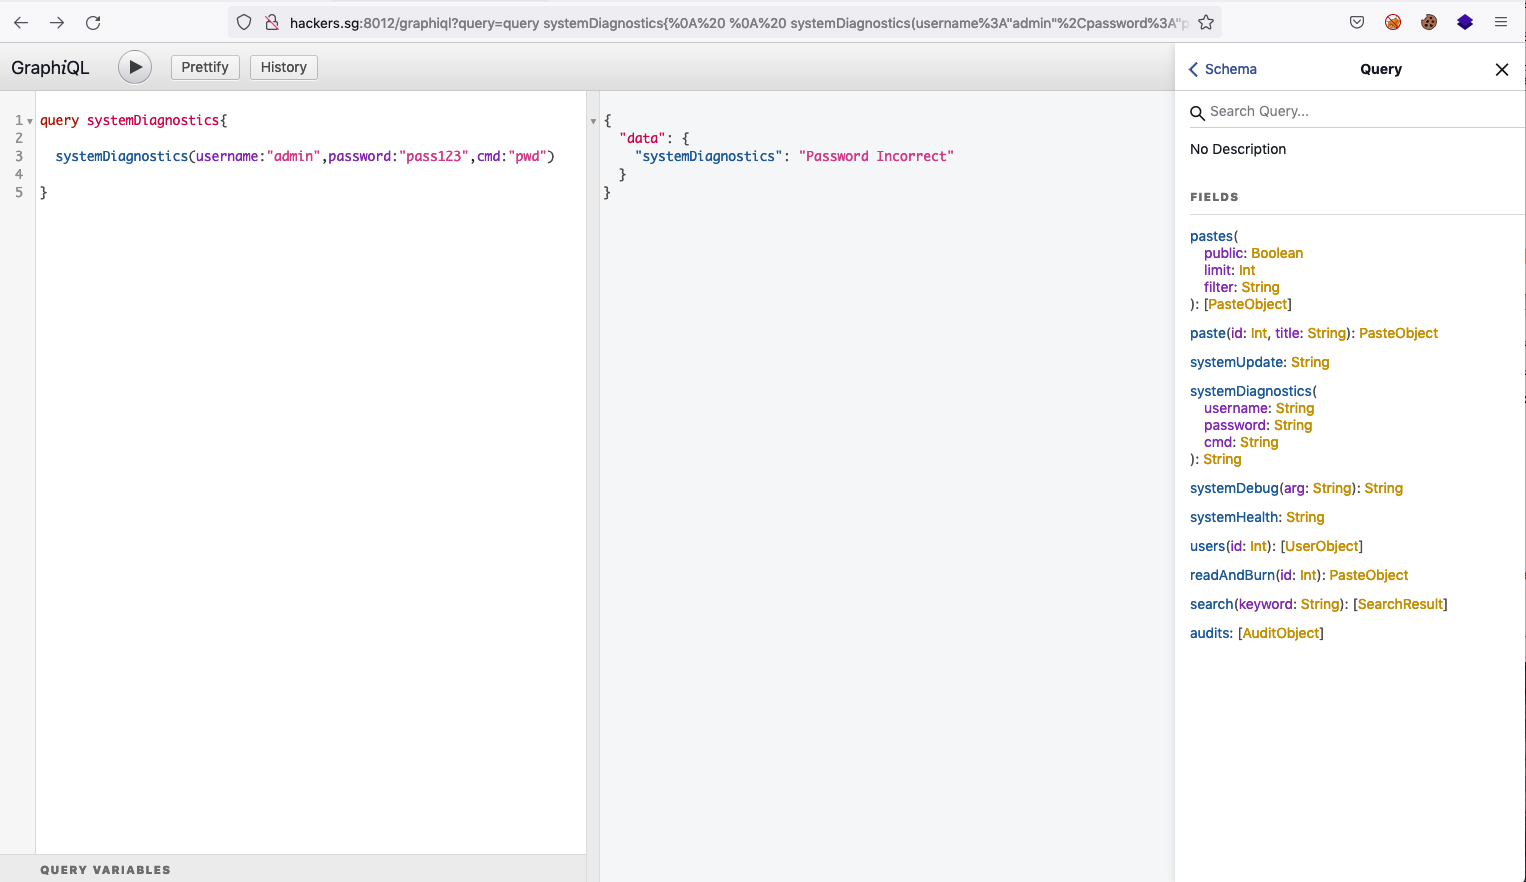 hackers.sg:8012/graphiql?query=query systemDiagnostics{%0A%20 %0A%20 systemDiagnostics(username%3A"admin"%2Cpassword%3A"p
GraphiQL
Prettify
History
1 query systemDiagnostics{
2
3 systemDiagnostics(username:"admin",password:"pass123",cmd:"pwd")
4
5 }
QUERY VARIABLES
{
"data": {
"systemDiagnostics": "Password Incorrect"
}
}
Schema
Query
Search Query...
No Description
FIELDS
pastes(
public: Boolean
limit: Int
filter: String
): [PasteObject]
paste(id: Int, title: String): PasteObject
systemUpdate: String
systemDiagnostics(
username: String
password: String
cmd: String
): String
systemDebug(arg: String): String
systemHealth: String
users(id: Int): [UserObject]
readAndBurn(id: Int): PasteObject
search(keyword: String): [SearchResult]
audits: [AuditObject]